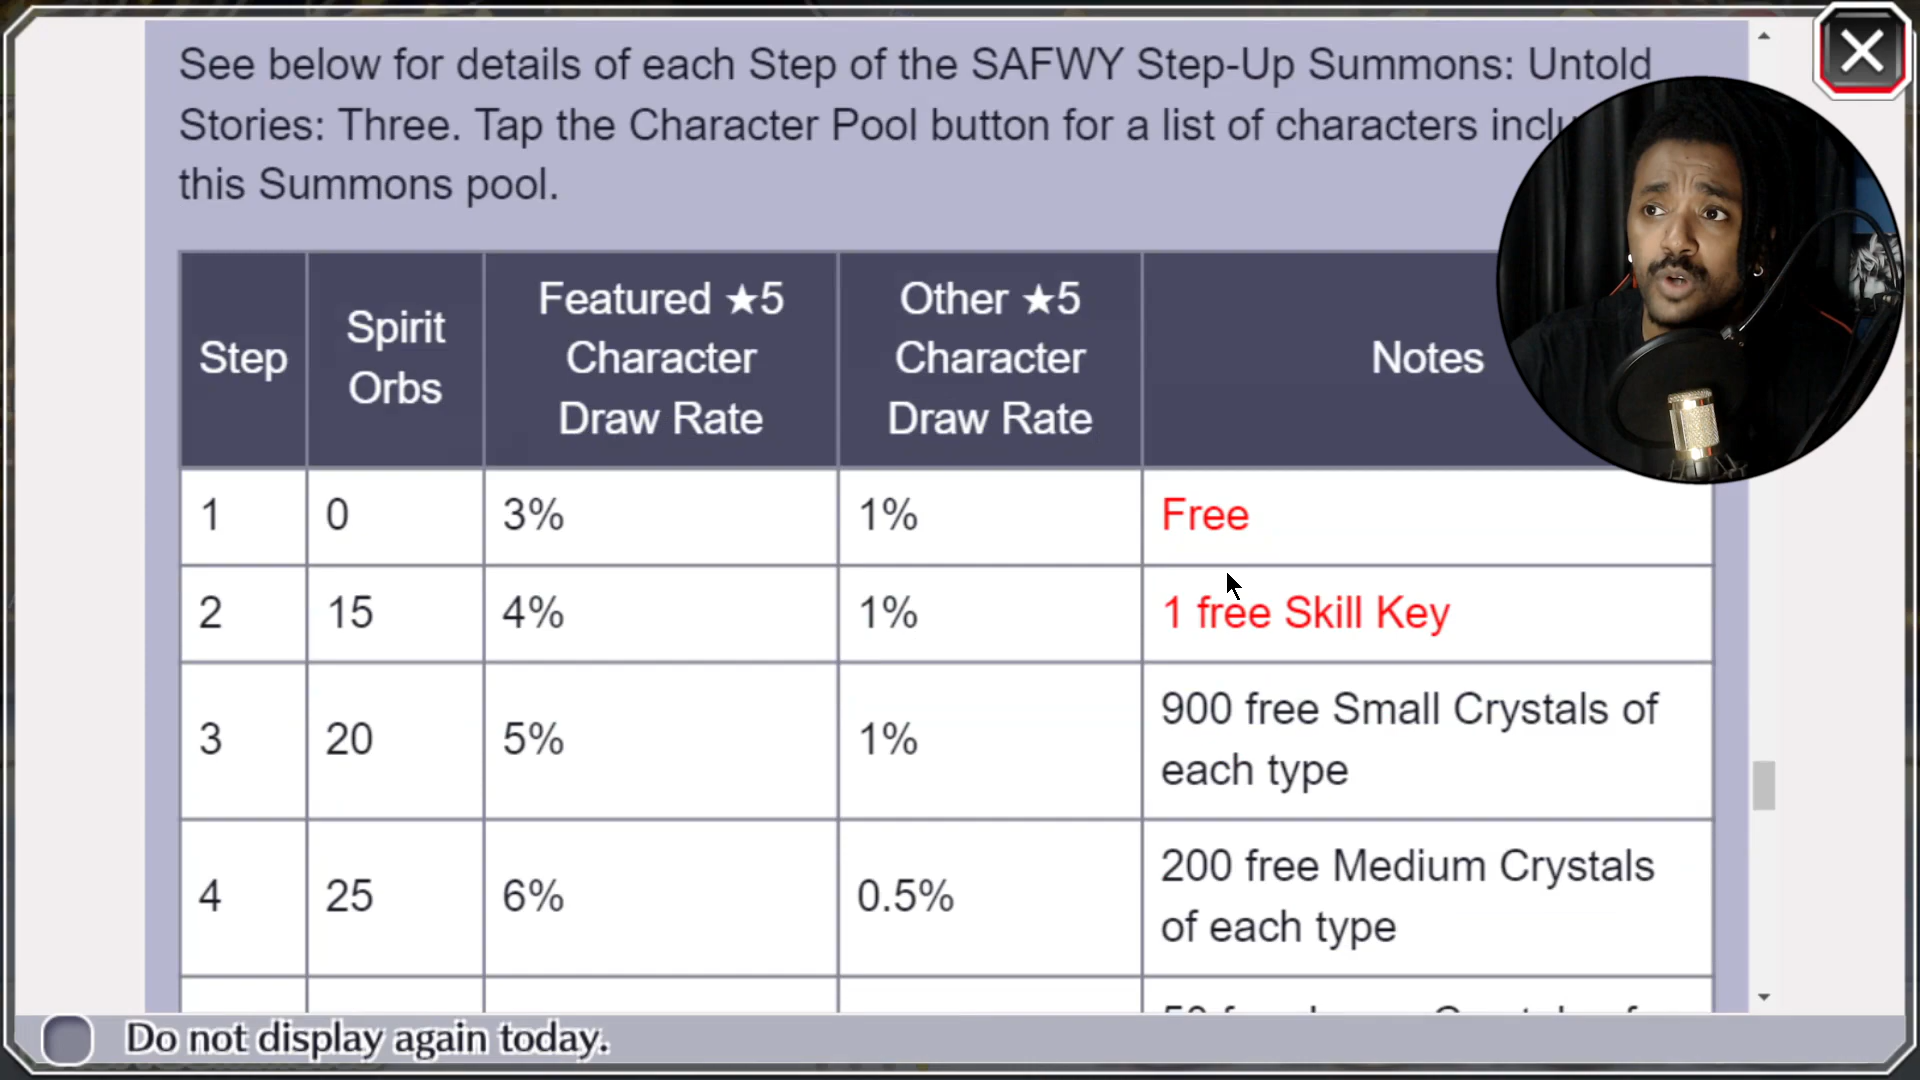 See below for details of each Step of the SAFWY Step-Up Summons: Untold
Stories: Three. Tap the Character Pool button for a list of characters
this Summons pool.
Step
Spirit
Orbs
Featured ★5
Character
Draw Rate
Other ★5
Character
Draw Rate
Notes
1 0 3% 1% Free
2 15 4% 1% 1 free Skill Key
3 20 5% 1% 900 free Small Crystals of
each type
4 25 6% 0.5% 200 free Medium Crystals
of each type
Do not display again today.